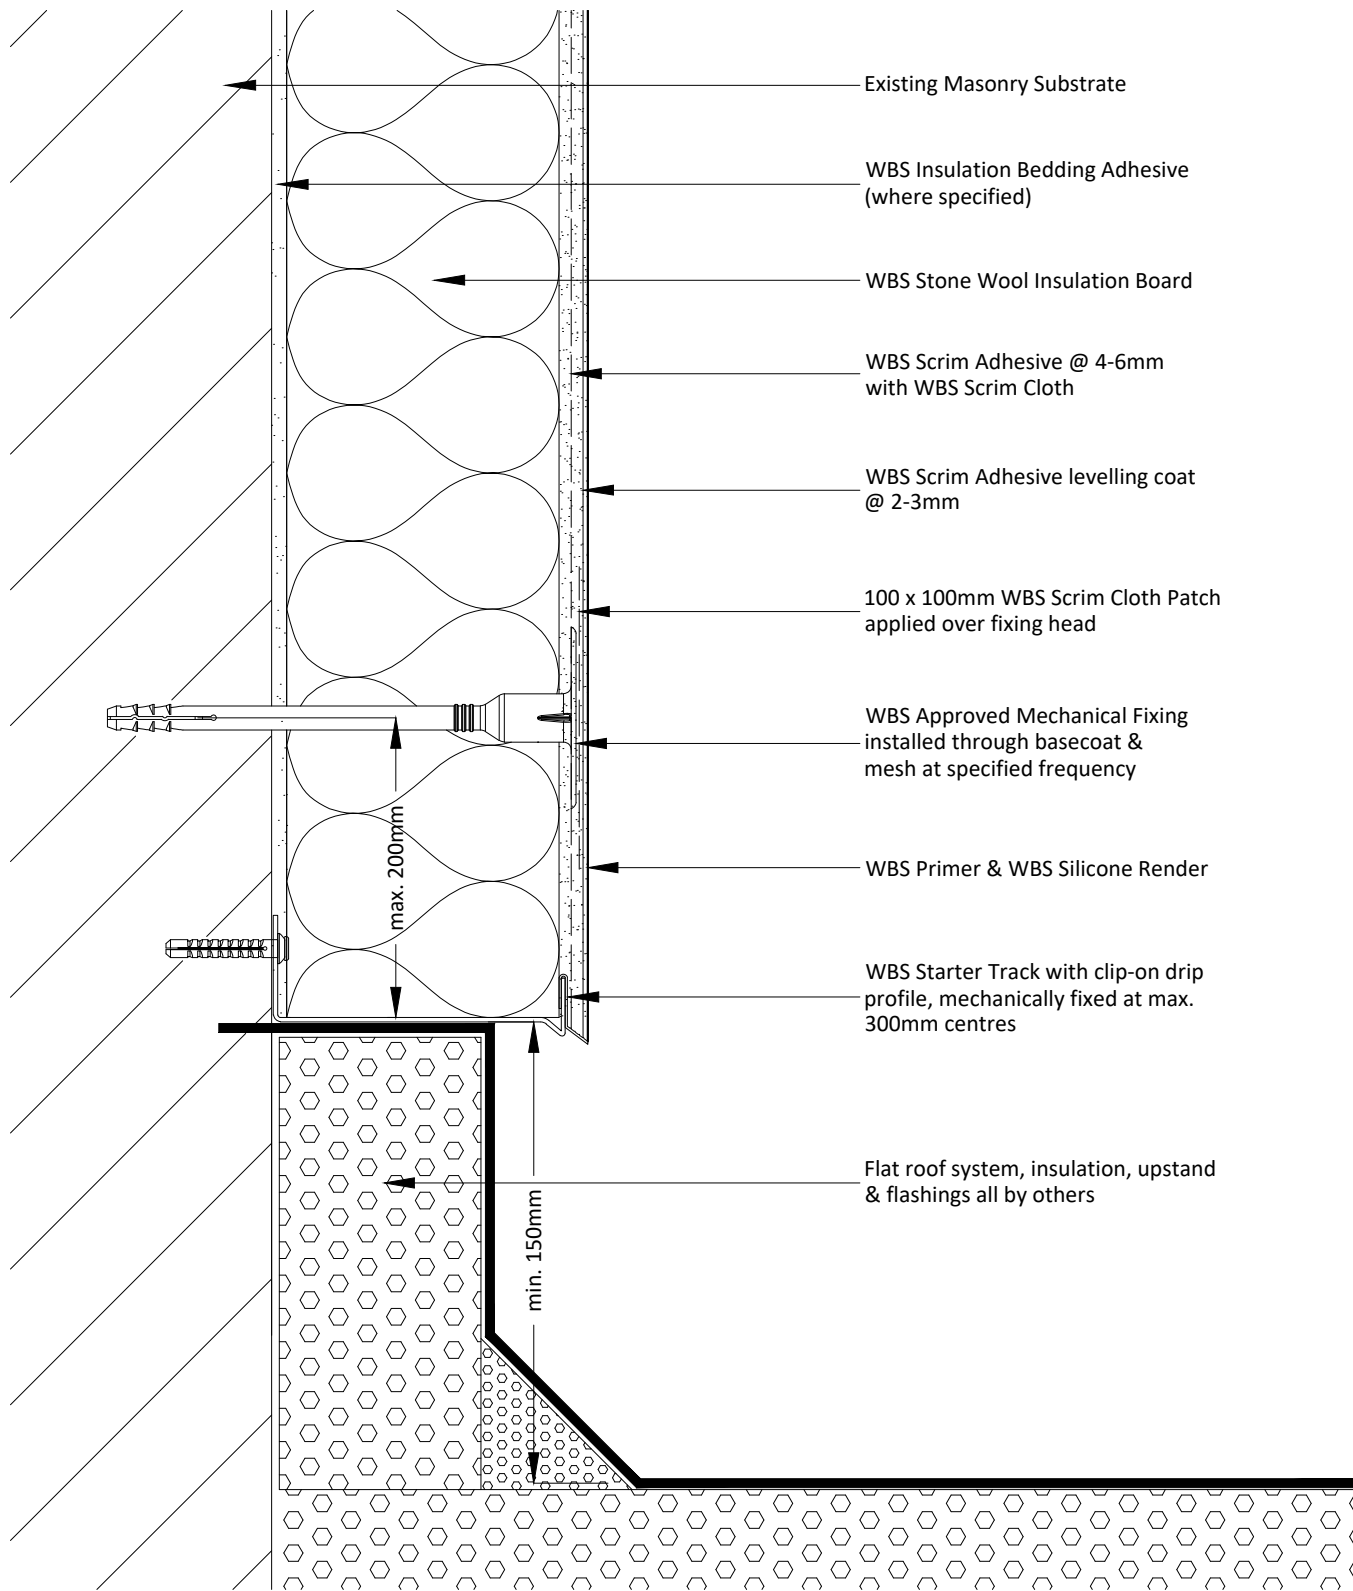 Existing Masonry Substrate
WBS Insulation Bedding Adhesive
(where specified)
WBS Stone Wool Insulation Board
WBS Scrim Adhesive @ 4-6mm
with WBS Scrim Cloth
WBS Scrim Adhesive levelling coat
@ 2-3mm
100 x 100mm WBS Scrim Cloth Patch
applied over fixing head
WBS Approved Mechanical Fixing
installed through basecoat &
mesh at specified frequency
max. 200mm
WBS Primer & WBS Silicone Render
WBS Starter Track with clip-on drip
profile, mechanically fixed at max.
300mm centres
Flat roof system, insulation, upstand
& flashings all by others
min. 150mm